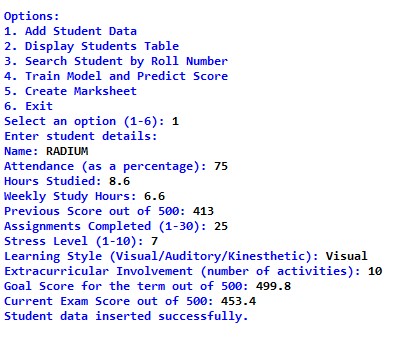 Options:
1. Add Student Data
2. Display Students Table
3. Search Student by Roll Number
4. Train Model and Predict Score
5. Create Marksheet
6. Exit
Select an option (1-6): 1
Enter student details:
Name: RADIUM
Attendance (as a percentage): 75
Hours Studied: 8.6
Weekly Study Hours: 6.6
Previous Score out of 500: 413
Assignments Completed (1-30): 25
Stress Level (1-10): 7
Learning Style (Visual/Auditory/Kinesthetic): Visual
Extracurricular Involvement (number of activities): 10
Goal Score for the term out of 500: 499.8
Current Exam Score out of 500: 453.4
Student data inserted successfully.